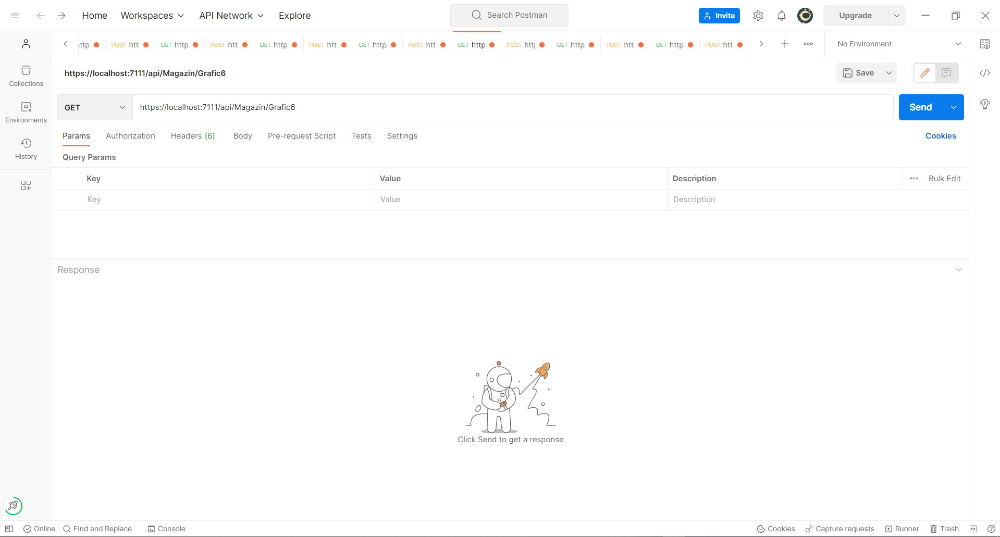 Home Workspaces API Network Explore Search Postman Invite Upgrade
ttp POST htt GET http POST htt GET http POST htt GET http POST htt GET http POST http GET http POST htt GET http POST htt No Environment
https://localhost:7111/api/Magazin/Grafic6 Save
Collections
GET https://localhost:7111/api/Magazin/Grafic6 Send
Environments
Params Authorization Headers (6) Body Pre-request Script Tests Settings Cookies
History
Query Params
Key Value Description Bulk Edit
Key Value Description
Response
Click Send to get a response
Online Find and Replace Console Cookies Capture requests Runner Trash